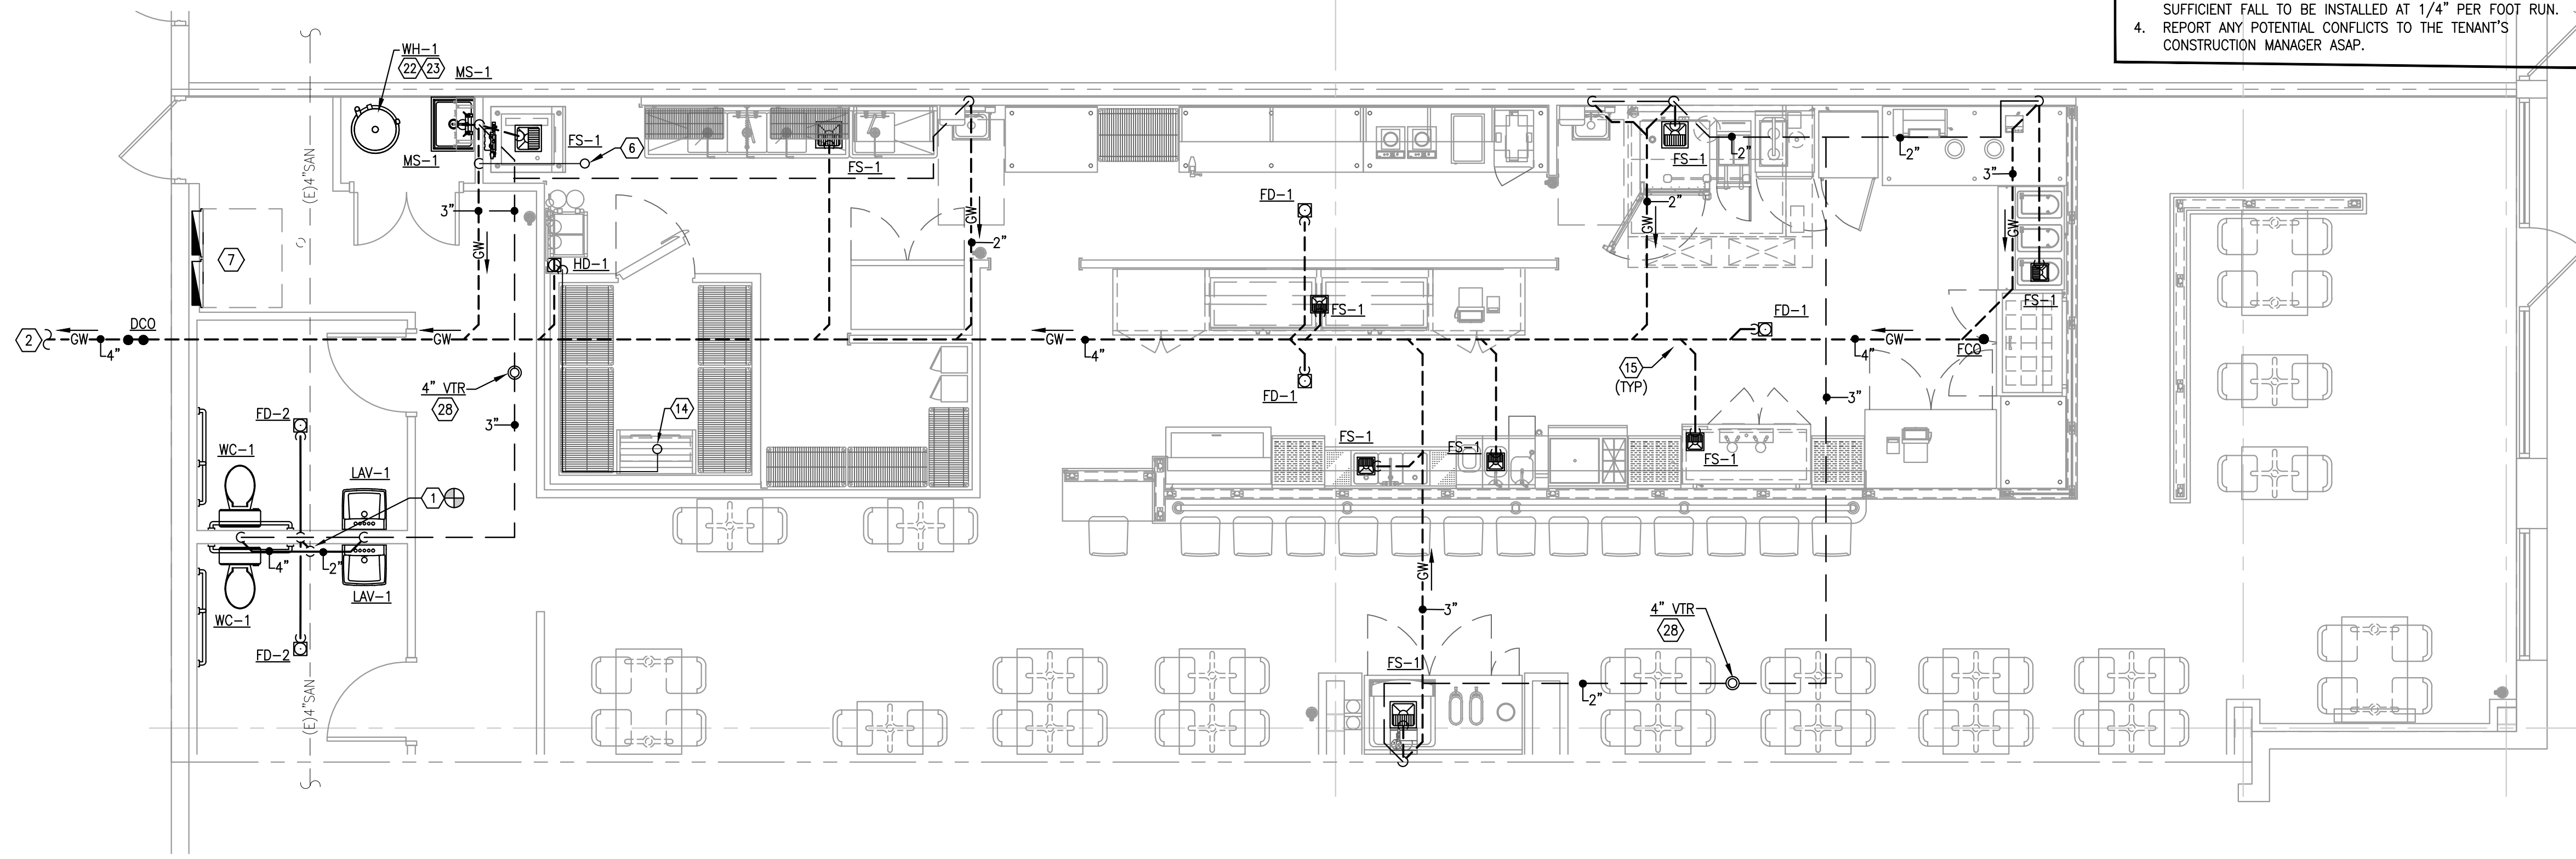 SUFFICIENT FALL TO BE INSTALLED AT 1/4" PER FOOT RUN.
4. REPORT ANY POTENTIAL CONFLICTS TO THE TENANT'S
CONSTRUCTION MANAGER ASAP.
WH-1
22 23
MS-1
MS-1
FS-1
6
FS-1
FS-1
2"
2"
(E)4"SAN
3"
GW
GW
2"
FD-1
GW
2"
3"
GW
7
HD-1
FS-1
FS-1
FD-1
2
GW
4"
DCO
GW
GW
4"
15
(TYP)
4"
GW
FCO
4" VTR
28
FD-1
3"
3"
14
FD-2
WC-1
LAV-1
1
FS-1
FS-1
FS-1
4"
2"
LAV-1
WC-1
GW
3"
4" VTR
28
FD-2
(E)4"SAN
FS-1
2"